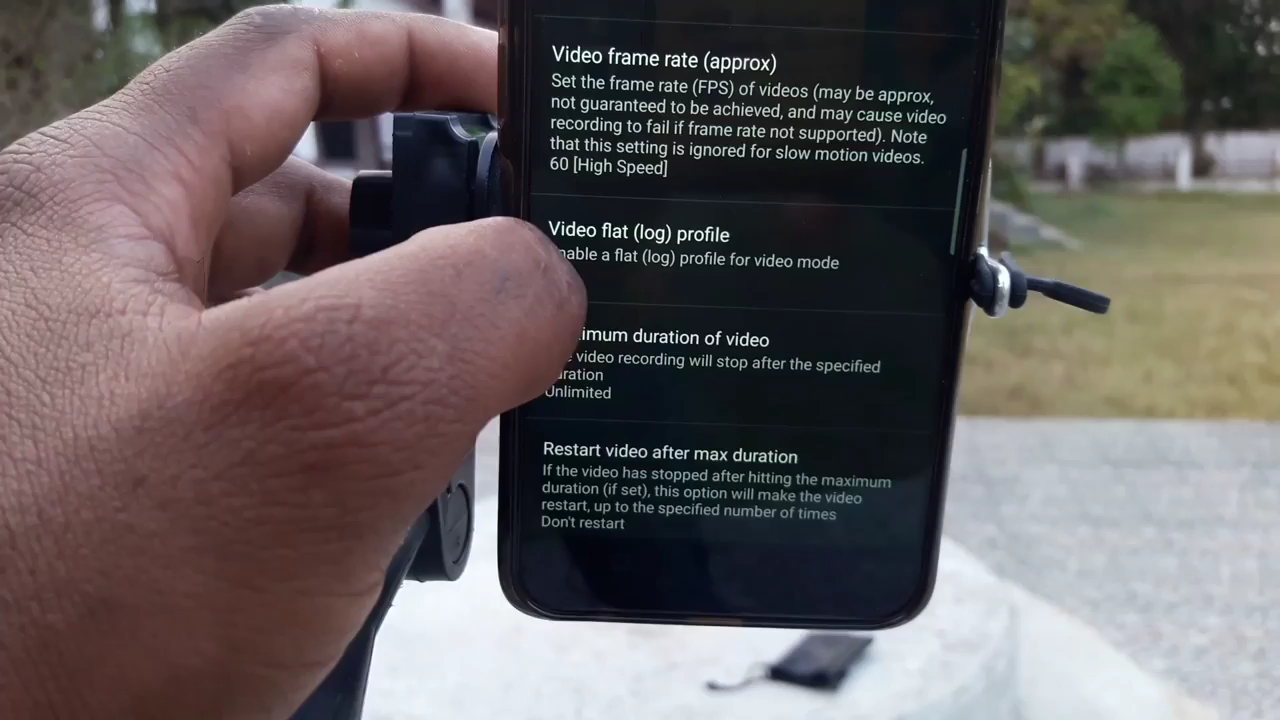 Video frame rate (approx)
Set the frame rate (FPS) of videos (may be approx,
not guaranteed to be achieved, and may cause video
recording to fail if frame rate not supported). Note
that this setting is ignored for slow motion videos.
60 [High Speed]
Video flat (log) profile
nable a flat (log) profile for video mode
imum duration of video
video recording will stop after the specified
uration
Unlimited
Restart video after max duration
If the video has stopped after hitting the maximum
duration (if set), this option will make the video
restart, up to the specified number of times
Don't restart